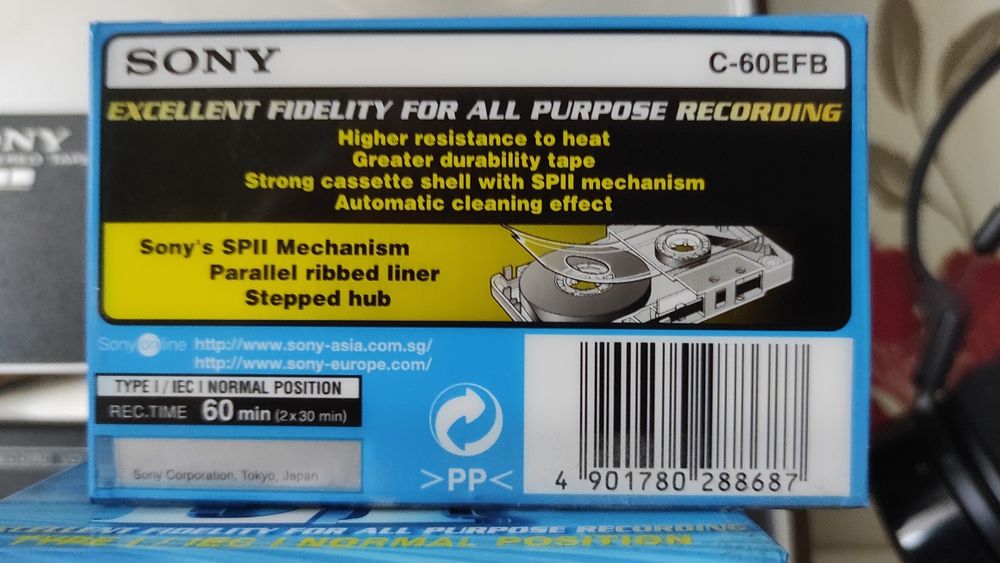 SONY
C-60EFB
EXCELLENT FIDELITY FOR ALL PURPOSE RECORDING
Higher resistance to heat
Greater durability tape
Strong cassette shell with SPII mechanism
Automatic cleaning effect
Sony's SPII Mechanism
Parallel ribbed liner
Stepped hub
Sony online http://www.sony-asia.com.sg/
http://www.sony-europe.com/
TYPE I / IEC I NORMAL POSITION
REC.TIME 60 min (2x30 min)
Sony Corporation, Tokyo, Japan
>PP<
4 901780 288687
EXCELLENT FIDELITY FOR ALL PURPOSE RECORDING
TYPE I / IEC I NORMAL POSITION